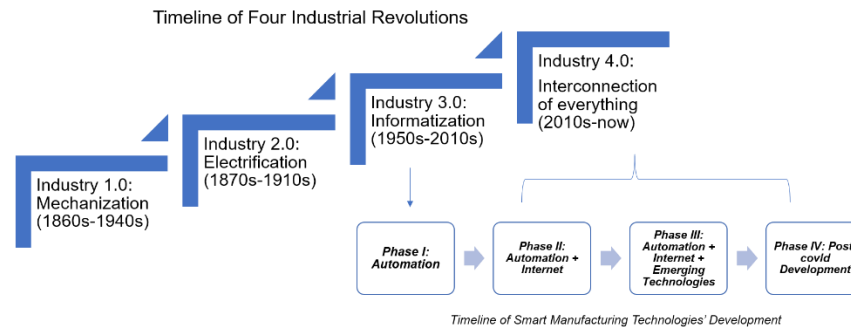 Timeline of Four Industrial Revolutions
Industry 4.0:
Interconnection
of everything
(2010s-now)
Industry 3.0:
Informatization
(1950s-2010s)
Industry 2.0:
Electrification
(1870s-1910s)
Industry 1.0:
Mechanization
(1860s-1940s)
Phase I:
Automation
Phase II:
Automation +
Internet
Phase III:
Automation +
Internet +
Emerging
Technologies
Phase IV: Post
covid
Development
Timeline of Smart Manufacturing Technologies' Development